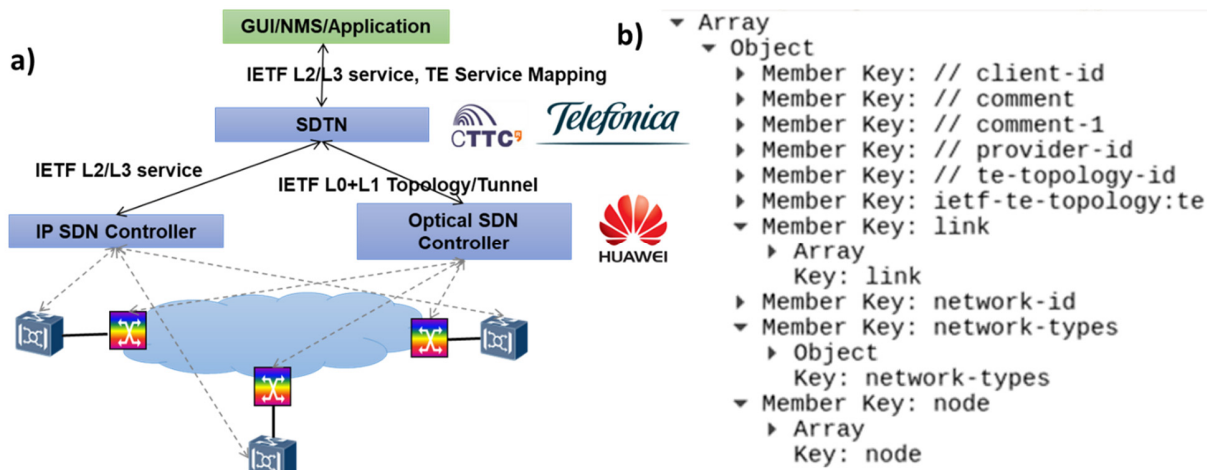 a)
GUI/NMS/Application
IETF L2/L3 service, TE Service Mapping
SDTN
CTTC
Telefónica
IETF L2/L3 service
IETF L0+L1 Topology/Tunnel
IP SDN Controller
Optical SDN
Controller
HUAWEI
b)
Array
Object
Member Key: // client-id
Member Key: // comment
Member Key: // comment-1
Member Key: // provider-id
Member Key: // te-topology-id
Member Key: ietf-te-topology:te
Member Key: link
Array
Key: link
Member Key: network-id
Member Key: network-types
Object
Key: network-types
Member Key: node
Array
Key: node